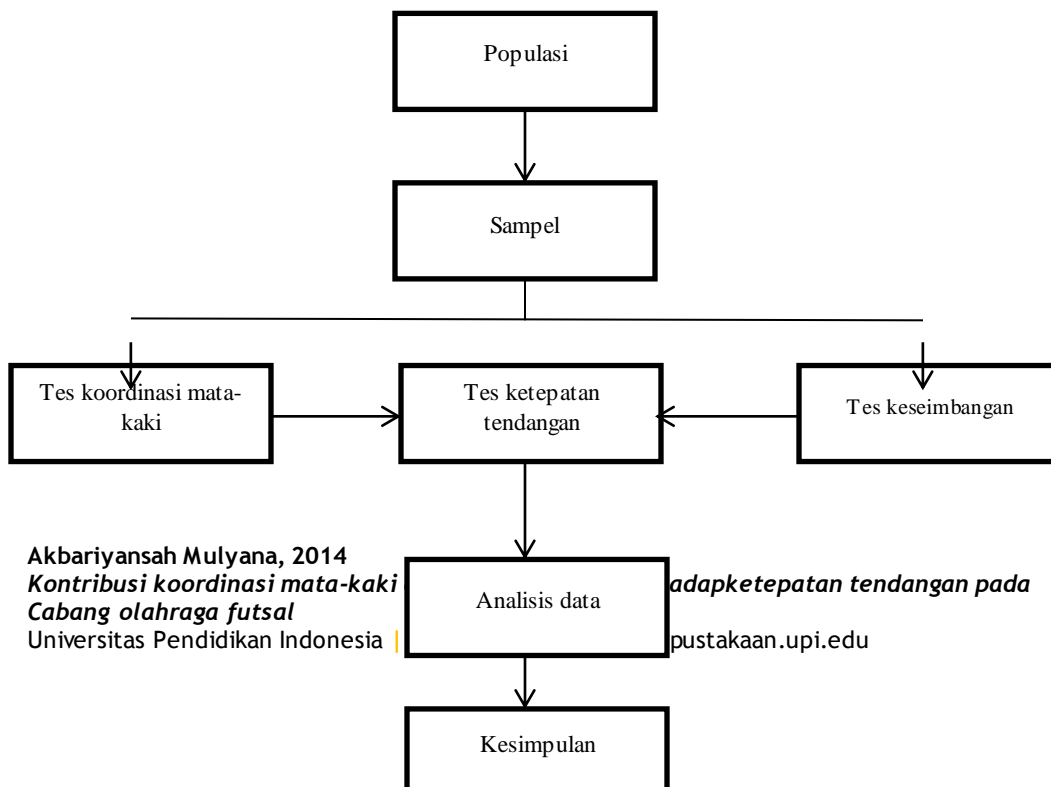 Populasi
Sampel
Tes koordinasi mata-
kaki
Tes ketepatan
tendangan
Tes keseimbangan
Akbariyansah Mulyana, 2014
Kontribusi koordinasi mata-kaki
adapketepatan tendangan pada
Cabang olahraga futsal
Universitas Pendidikan Indonesia |
pustakaan.upi.edu
Analisis data
Kesimpulan